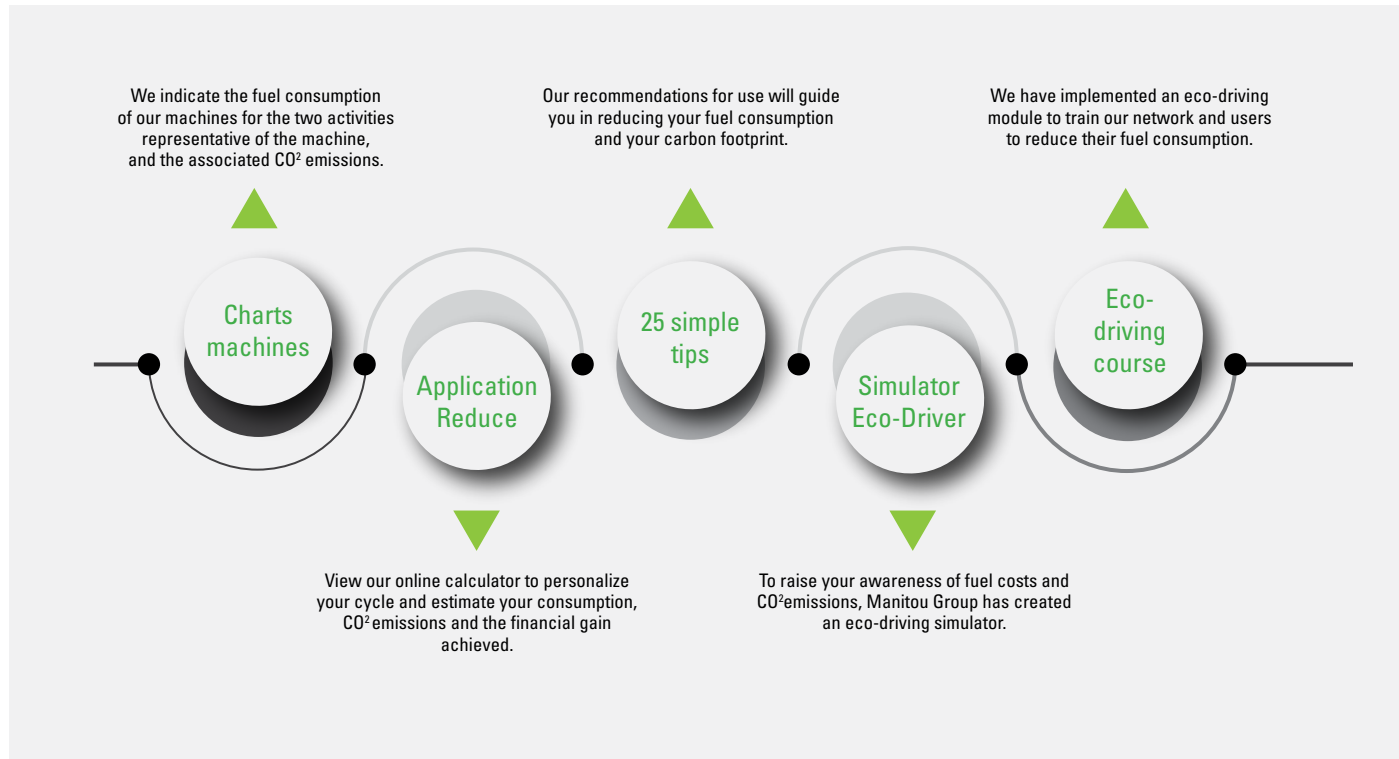 We indicate the fuel consumption
of our machines for the two activities
representative of the machine,
and the associated CO² emissions.
Charts
machines
Application
Reduce
View our online calculator to personalize
your cycle and estimate your consumption,
CO² emissions and the financial gain
achieved.
Our recommendations for use will guide
you in reducing your fuel consumption
and your carbon footprint.
25 simple
tips
Simulator
Eco-Driver
To raise your awareness of fuel costs and
CO²emissions, Manitou Group has created
an eco-driving simulator.
We have implemented an eco-driving
module to train our network and users
to reduce their fuel consumption.
Eco-
driving
course